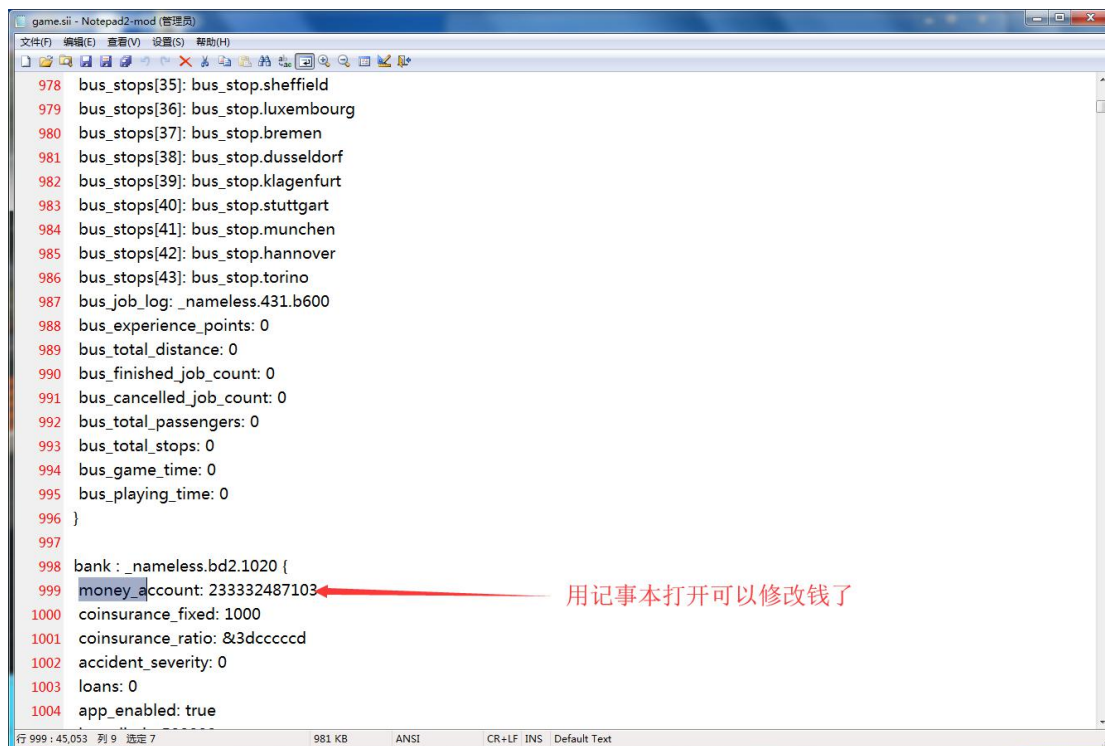 game.sii - Notepad2-mod (管理员)
文件(F) 编辑(E) 查看(V) 设置(S) 帮助(H)
978 bus_stops[35]: bus_stop.sheffield
979 bus_stops[36]: bus_stop.luxembourg
980 bus_stops[37]: bus_stop.bremen
981 bus_stops[38]: bus_stop.dusseldorf
982 bus_stops[39]: bus_stop.klagenfurt
983 bus_stops[40]: bus_stop.stuttgart
984 bus_stops[41]: bus_stop.munchen
985 bus_stops[42]: bus_stop.hannover
986 bus_stops[43]: bus_stop.torino
987 bus_job_log: _nameless.431.b600
988 bus_experience_points: 0
989 bus_total_distance: 0
990 bus_finished_job_count: 0
991 bus_cancelled_job_count: 0
992 bus_total_passengers: 0
993 bus_total_stops: 0
994 bus_game_time: 0
995 bus_playing_time: 0
996 }
997
998 bank : _nameless.bd2.1020 {
999 money_account: 233332487103 用记事本打开可以修改钱了
1000 coinsurance_fixed: 1000
1001 coinsurance_ratio: &3dcccccd
1002 accident_severity: 0
1003 loans: 0
1004 app_enabled: true
行 999 : 45,053 列 9 选定 7 981 KB ANSI CR+LF INS Default Text